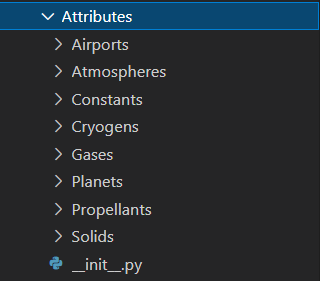 Attributes
Airports
Atmospheres
Constants
Cryogens
Gases
Planets
Propellants
Solids
__init__.py